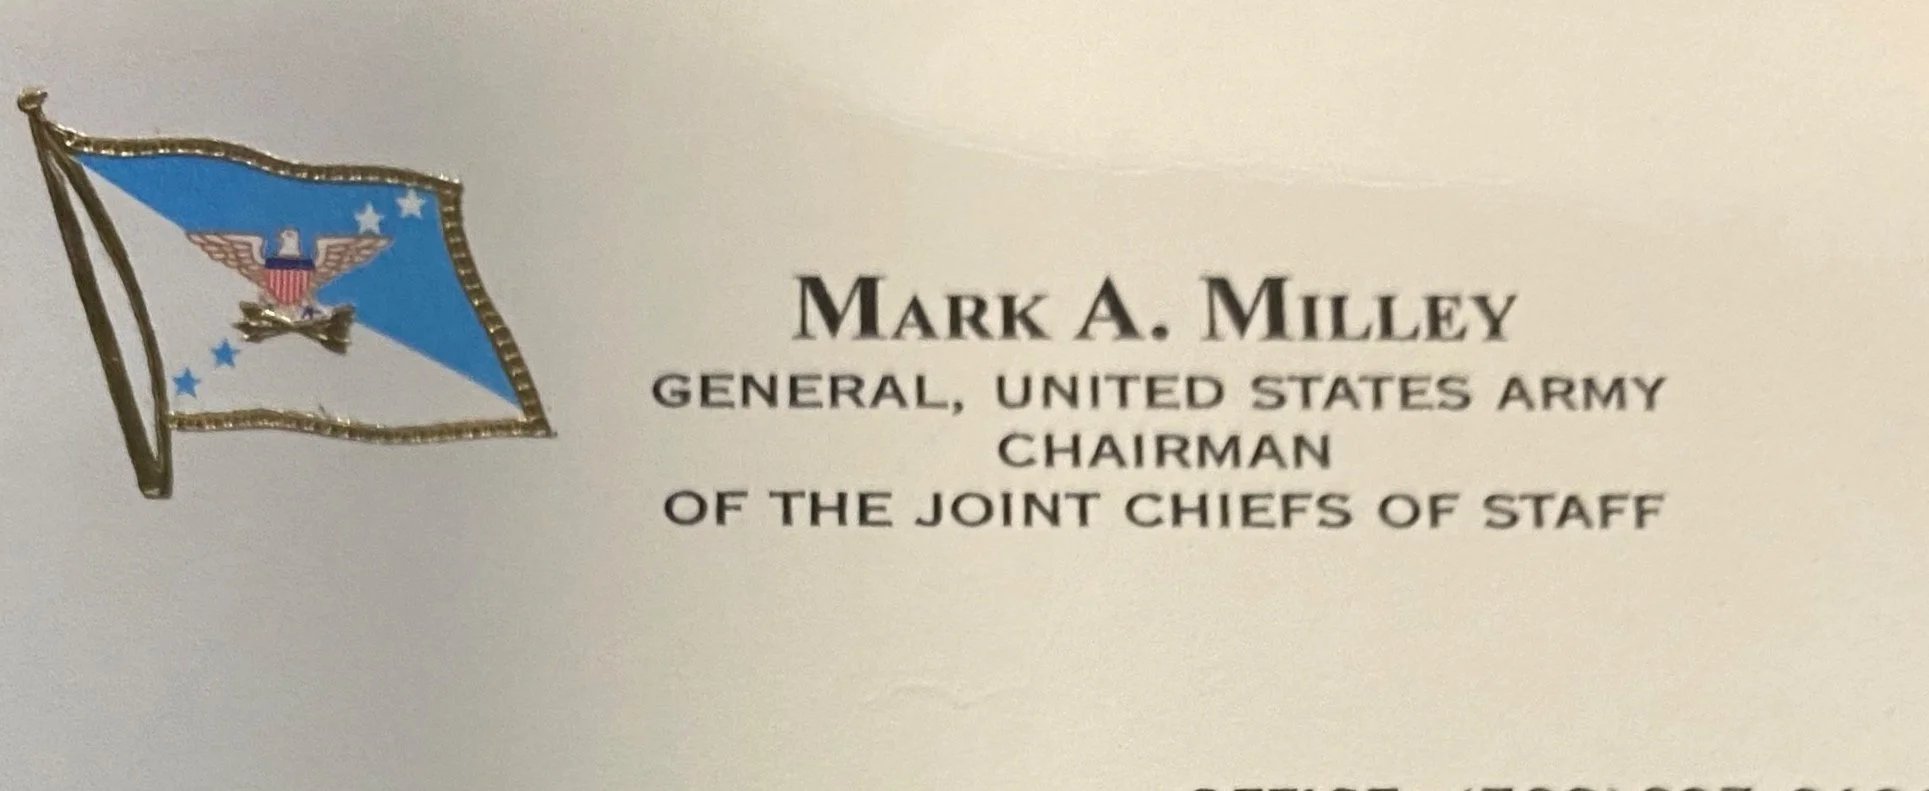 MARK A. MILLEY
GENERAL, UNITED STATES ARMY
CHAIRMAN
OF THE JOINT CHIEFS OF STAFF